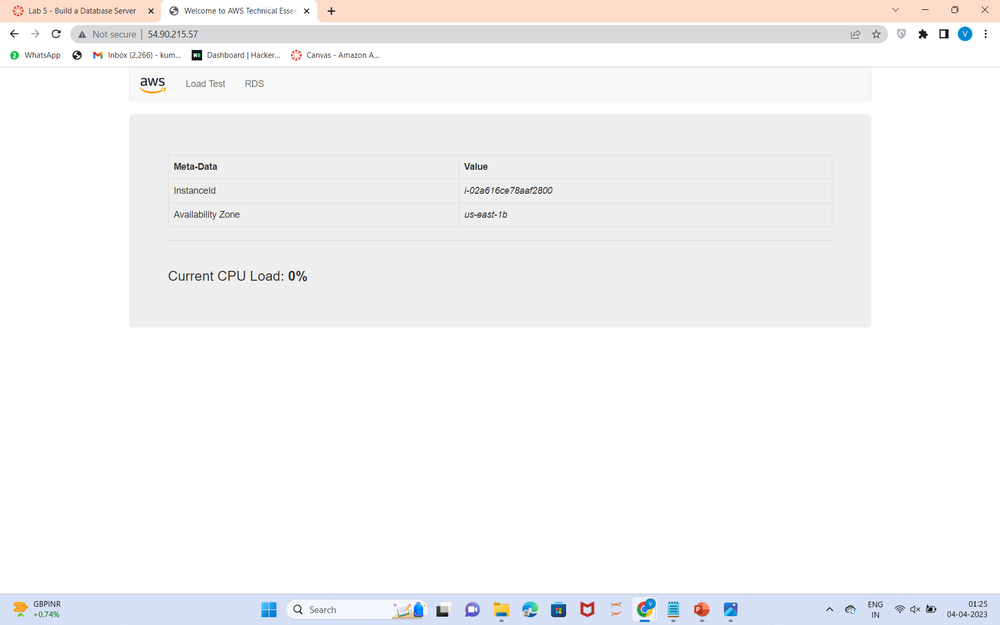 Lab 5 - Build a Database Server
Welcome to AWS Technical Essen
Not secure
54.90.215.57
V
2
WhatsApp
Inbox (2,266) - kum...
Dashboard | Hacker...
Canvas - Amazon A...
aws
Load Test
RDS
Meta-Data Value
InstanceId i-02a616ce78aaf2800
Availability Zone us-east-1b
Current CPU Load: 0%
GBPINR
+0.74%
Search
V
P
ENG
IN
01:25
04-04-2023